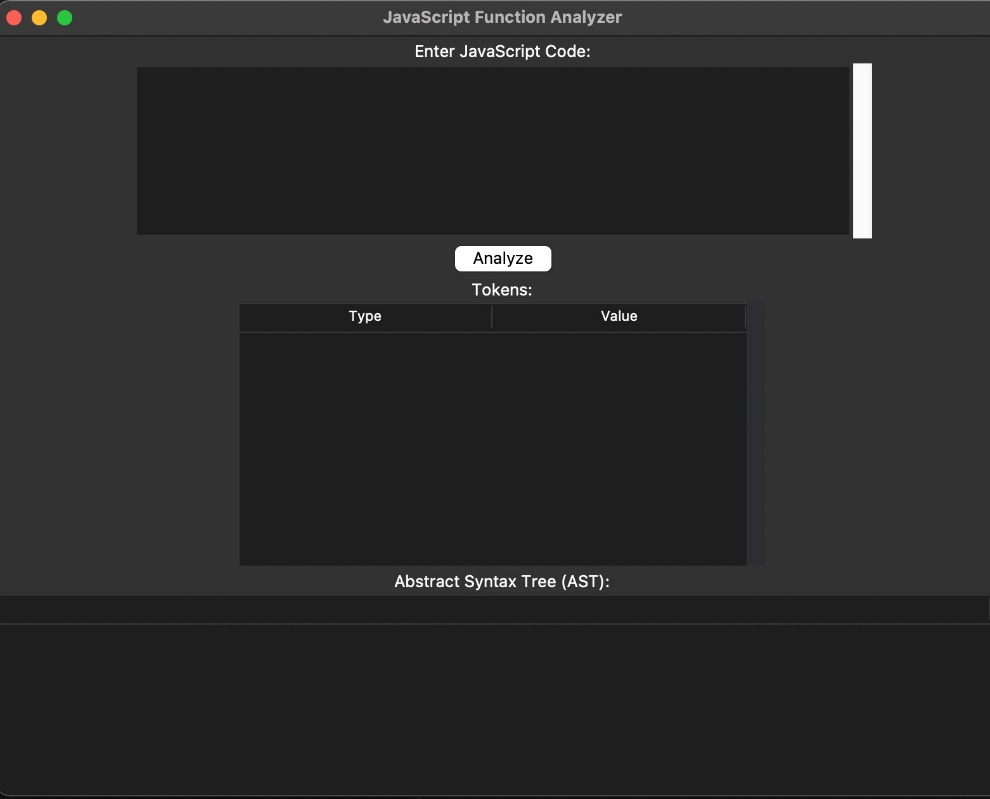 JavaScript Function Analyzer
Enter JavaScript Code:
Analyze
Tokens:
Type Value
Abstract Syntax Tree (AST):